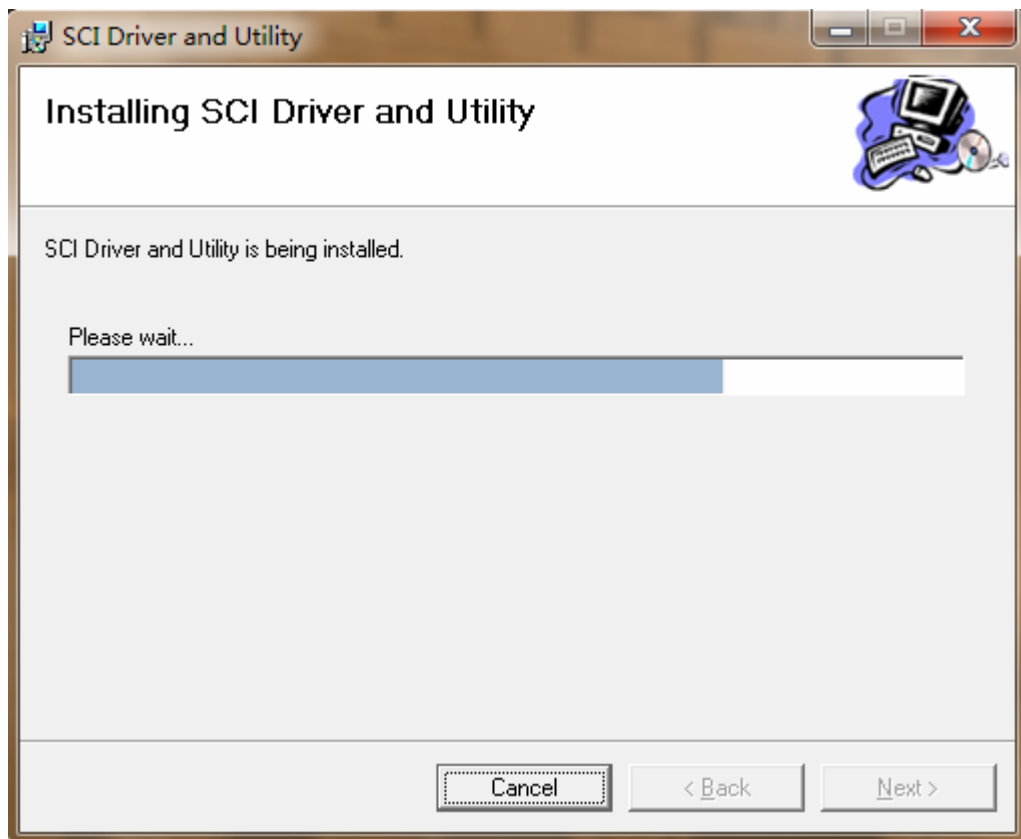 SCI Driver and Utility
Installing SCI Driver and Utility
SCI Driver and Utility is being installed.
Please wait...
Cancel
< Back
Next >